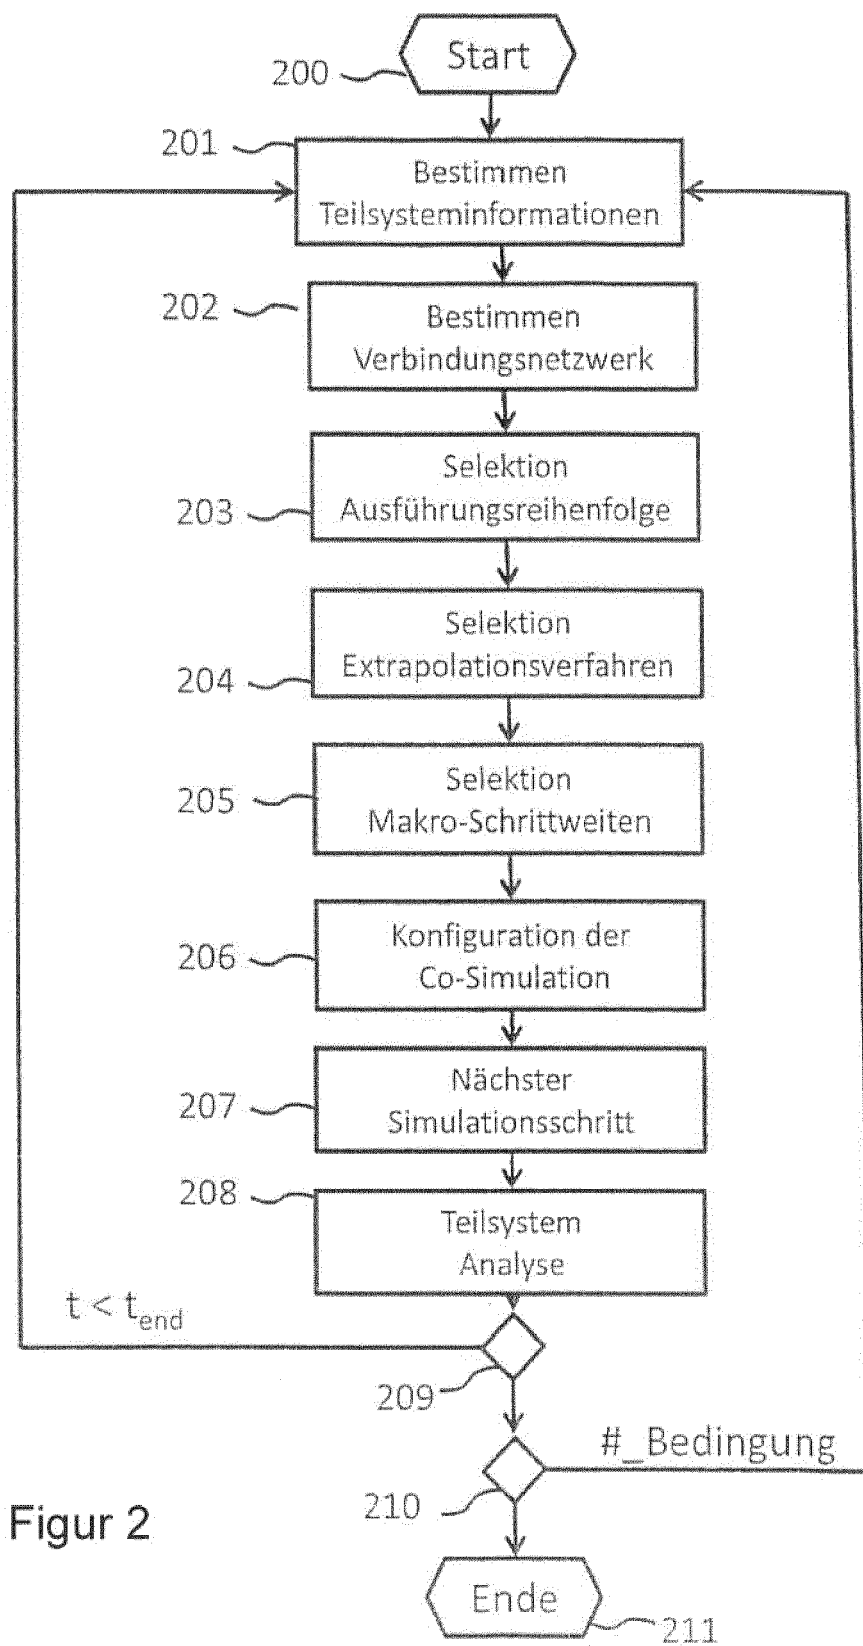 Start
200
201
Bestimmen
Teilsysteminformationen
202
Bestimmen
Verbindungsnetzwerk
Selektion
203
Ausführungsreihenfolge
Selektion
Extrapolationsverfahren
204
Selektion
205
Makro-Schrittweiten
Konfiguration der
206
Co-Simulation
Nächster
207
Simulationsschritt
208
Teilsystem
Analyse
t < tend
209
#_Bedingung
210
Figur 2
Ende
211